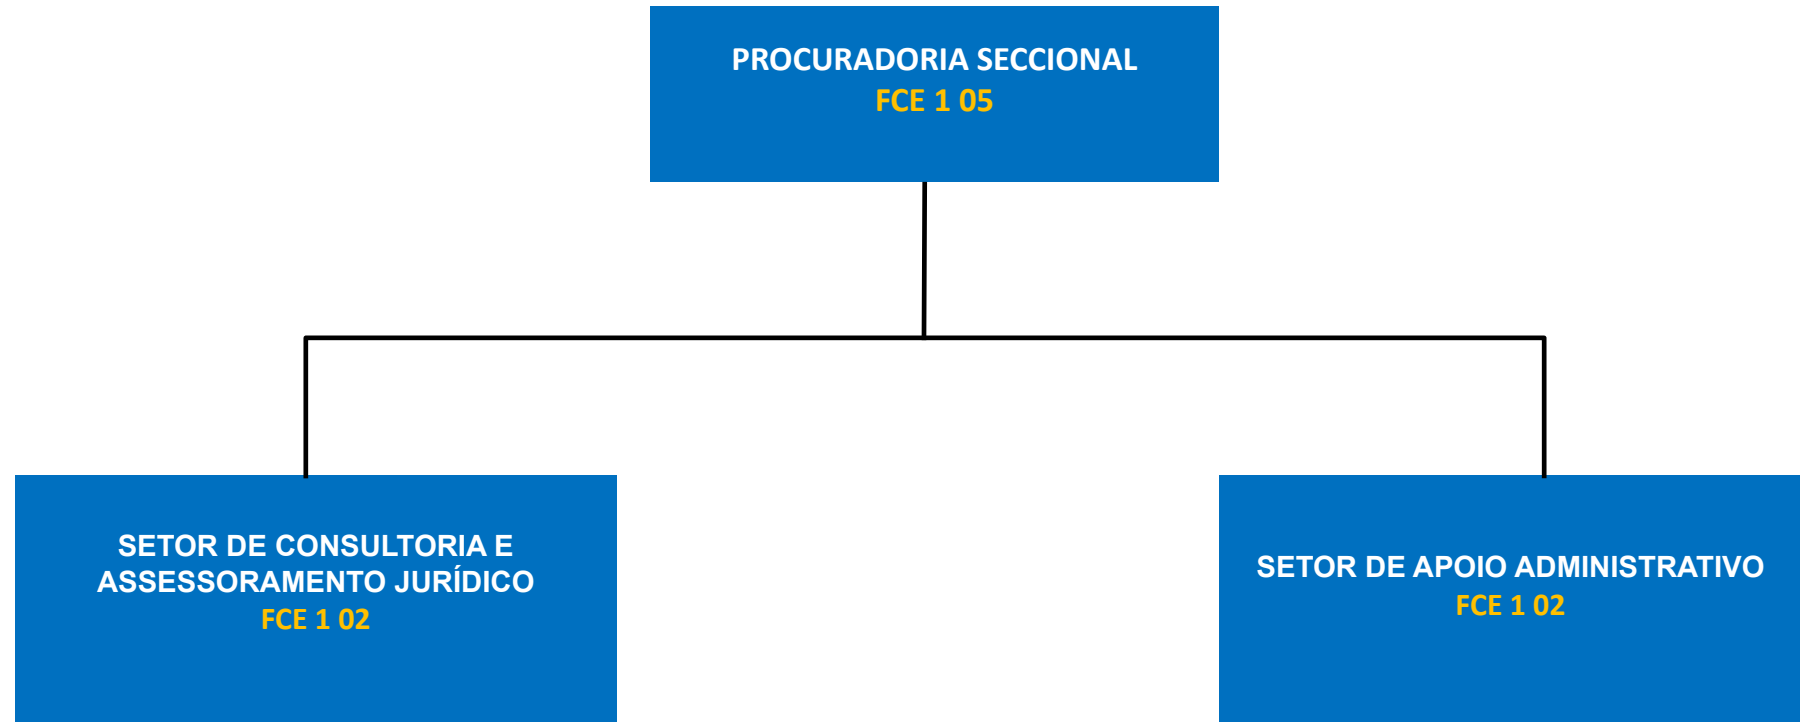 PROCURADORIA SECCIONAL
FCE 1 05
SETOR DE CONSULTORIA E
ASSESSORAMENTO JURÍDICO
FCE 1 02
SETOR DE APOIO ADMINISTRATIVO
FCE 1 02